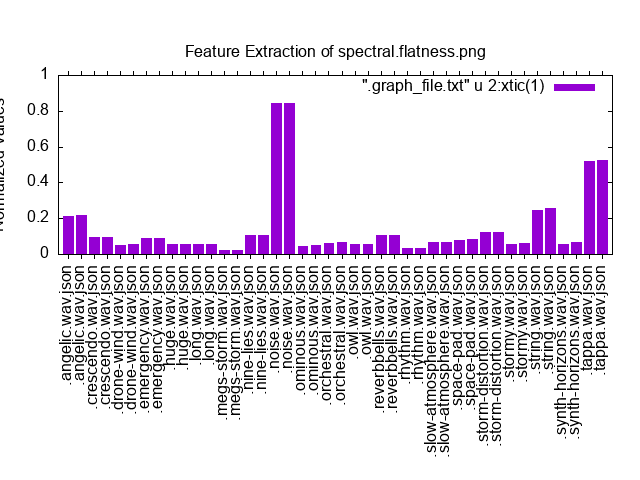 Feature Extraction of spectral.flatness.png
Normalized Values
".graph_file.txt" u 2:xtic(1)
1
0.8
0.6
0.4
0.2
0
.angelic.wav.json
.angelic.wav.json
.crescendo.wav.json
.crescendo.wav.json
.drone-wind.wav.json
.drone-wind.wav.json
.emergency.wav.json
.emergency.wav.json
.huge.wav.json
.huge.wav.json
.long.wav.json
.long.wav.json
.megs-storm.wav.json
.megs-storm.wav.json
.nine-lies.wav.json
.nine-lies.wav.json
.noise.wav.json
.noise.wav.json
.ominous.wav.json
.ominous.wav.json
.orchestral.wav.json
.orchestral.wav.json
.owl.wav.json
.owl.wav.json
.reverbbells.wav.json
.reverbbells.wav.json
.rhythm.wav.json
.rhythm.wav.json
.slow-atmosphere.wav.json
.slow-atmosphere.wav.json
.space-pad.wav.json
.space-pad.wav.json
.storm-distortion.wav.json
.storm-distortion.wav.json
.stormy.wav.json
.stormy.wav.json
.string.wav.json
.string.wav.json
.synth-horizons.wav.json
.synth-horizons.wav.json
.tappa.wav.json
.tappa.wav.json